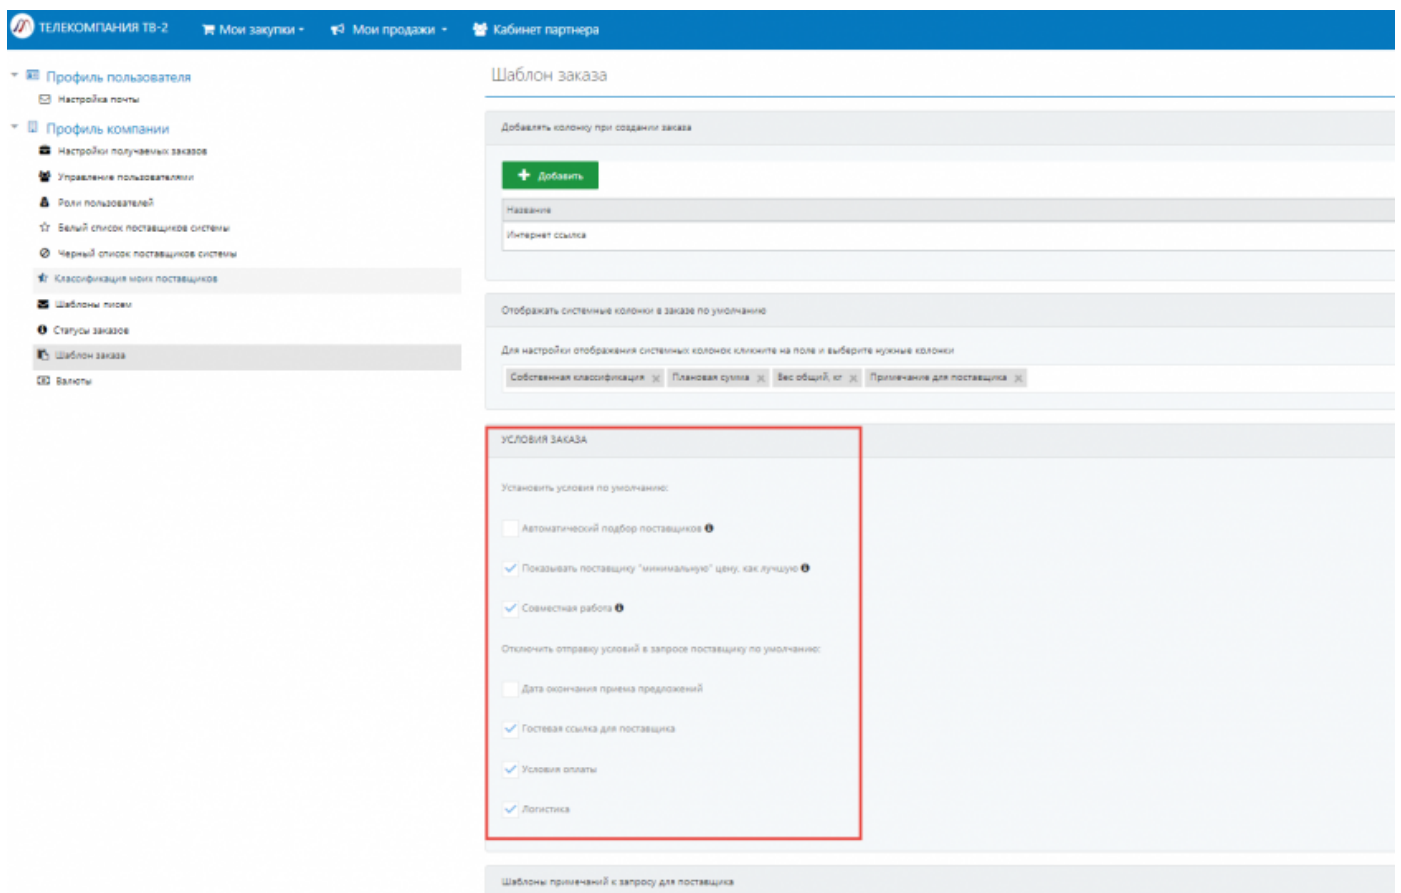 ТЕЛЕКОМПАНИЯ ТВ-2
Мои закупки
Мои продажи
Кабинет партнера
Профиль пользователя
Настройка почты
Профиль компании
Настройки получаемых заказов
Управление пользователями
Роли пользователей
Белый список поставщиков системы
Черный список поставщиков системы
Классификация моих поставщиков
Шаблоны писем
Статусы заказов
Шаблон заказа
Валюты
Шаблон заказа
Добавлять колонку при создании заказа
Добавить
Название
Интернет ссылка
Отображать системные колонки в заказе по умолчанию
Для настройки отображения системных колонок кликните на поле и выберите нужные колонки
Собственная классификация Плановая сумма Вес общий, кг Примечание для поставщика
УСЛОВИЯ ЗАКАЗА
Установить условия по умолчанию:
Автоматический подбор поставщиков
Показывать поставщику "минимальную" цену, как лучшую
Совместная работа
Отключить отправку условий в запросе поставщику по умолчанию:
Дата окончания приема предложений
Гостевая ссылка для поставщика
Условия оплаты
Логистика
Шаблоны примечаний к запросу для поставщика